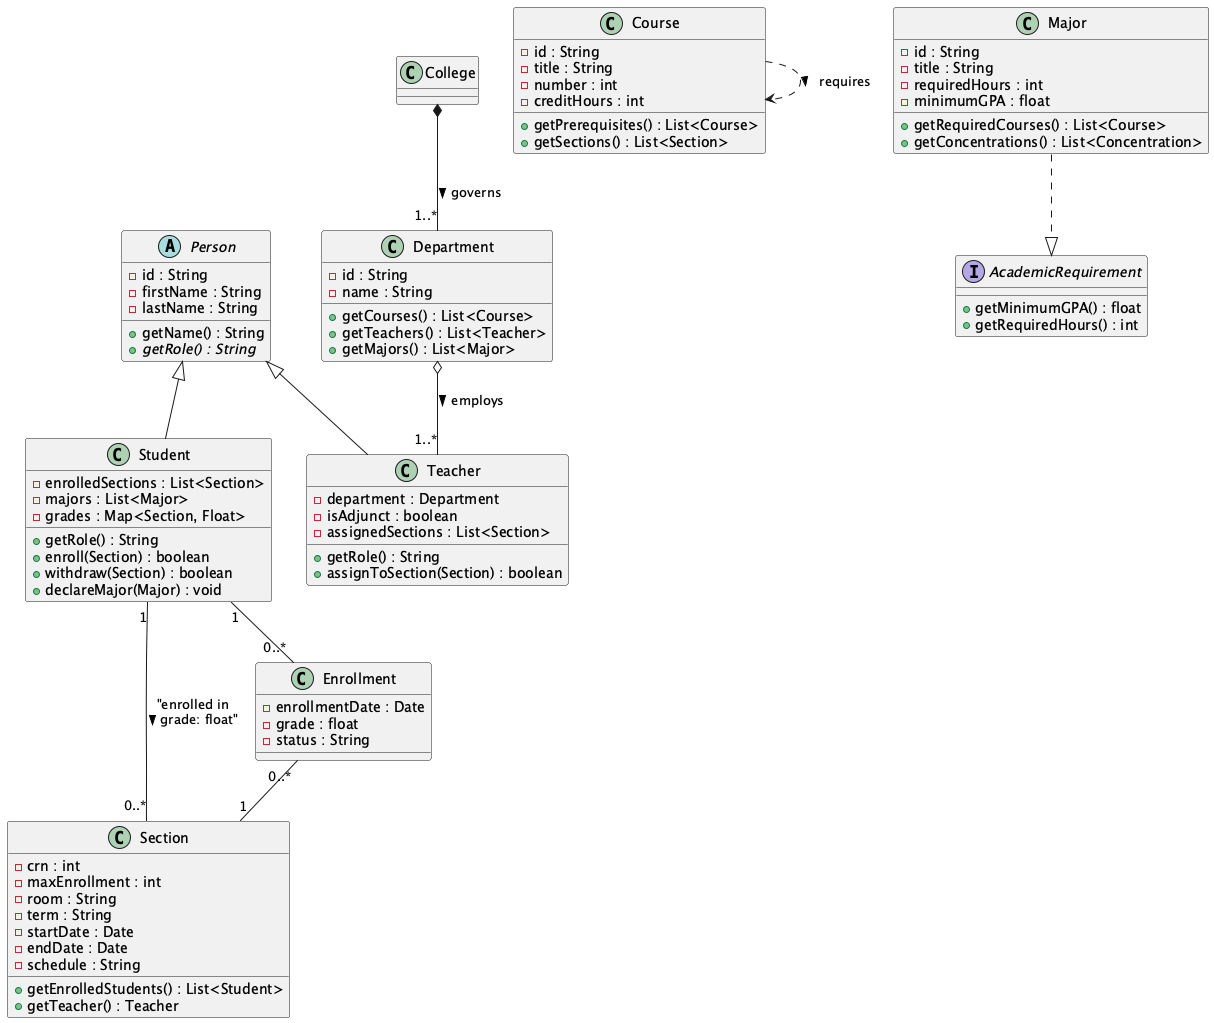 C Course
id : String
title : String
number : int
creditHours : int
getPrerequisites() : List<Course>
getSections() : List<Section>
requires
C Major
id : String
title : String
requiredHours : int
minimumGPA : float
getRequiredCourses() : List<Course>
getConcentrations() : List<Concentration>
C College
governs
1..*
A Person
id : String
firstName : String
lastName : String
getName() : String
getRole() : String
C Department
id : String
name : String
getCourses() : List<Course>
getTeachers() : List<Teacher>
getMajors() : List<Major>
I AcademicRequirement
getMinimumGPA() : float
getRequiredHours() : int
employs
1..*
C Student
enrolledSections : List<Section>
majors : List<Major>
grades : Map<Section, Float>
getRole() : String
enroll(Section) : boolean
withdraw(Section) : boolean
declareMajor(Major) : void
C Teacher
department : Department
isAdjunct : boolean
assignedSections : List<Section>
getRole() : String
assignToSection(Section) : boolean
1
1
0..*
"enrolled in
grade: float"
C Enrollment
enrollmentDate : Date
grade : float
status : String
0..*
0..*
1
C Section
crn : int
maxEnrollment : int
room : String
term : String
startDate : Date
endDate : Date
schedule : String
getEnrolledStudents() : List<Student>
getTeacher() : Teacher